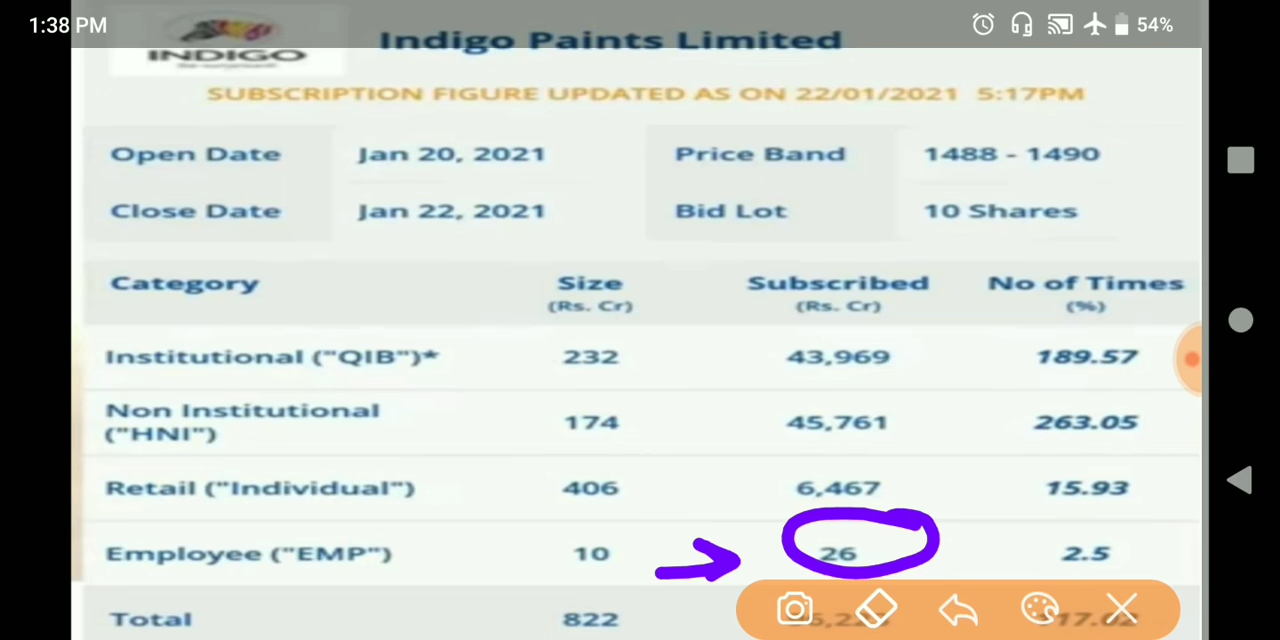 1:38 PM
54%
INDIGO
Indigo Paints Limited
SUBSCRIPTION FIGURE UPDATED AS ON 22/01/2021 5:17PM
Open Date Jan 20, 2021 Price Band 1488 - 1490
Close Date Jan 22, 2021 Bid Lot 10 Shares
Category Size Subscribed No of Times
(Rs. Cr) (Rs. Cr) (%)
Institutional ("QIB")* 232 43,969 189.57
Non Institutional
("HNI") 174 45,761 263.05
Retail ("Individual") 406 6,467 15.93
Employee ("EMP") 10 26 2.5
Total 822 117.02